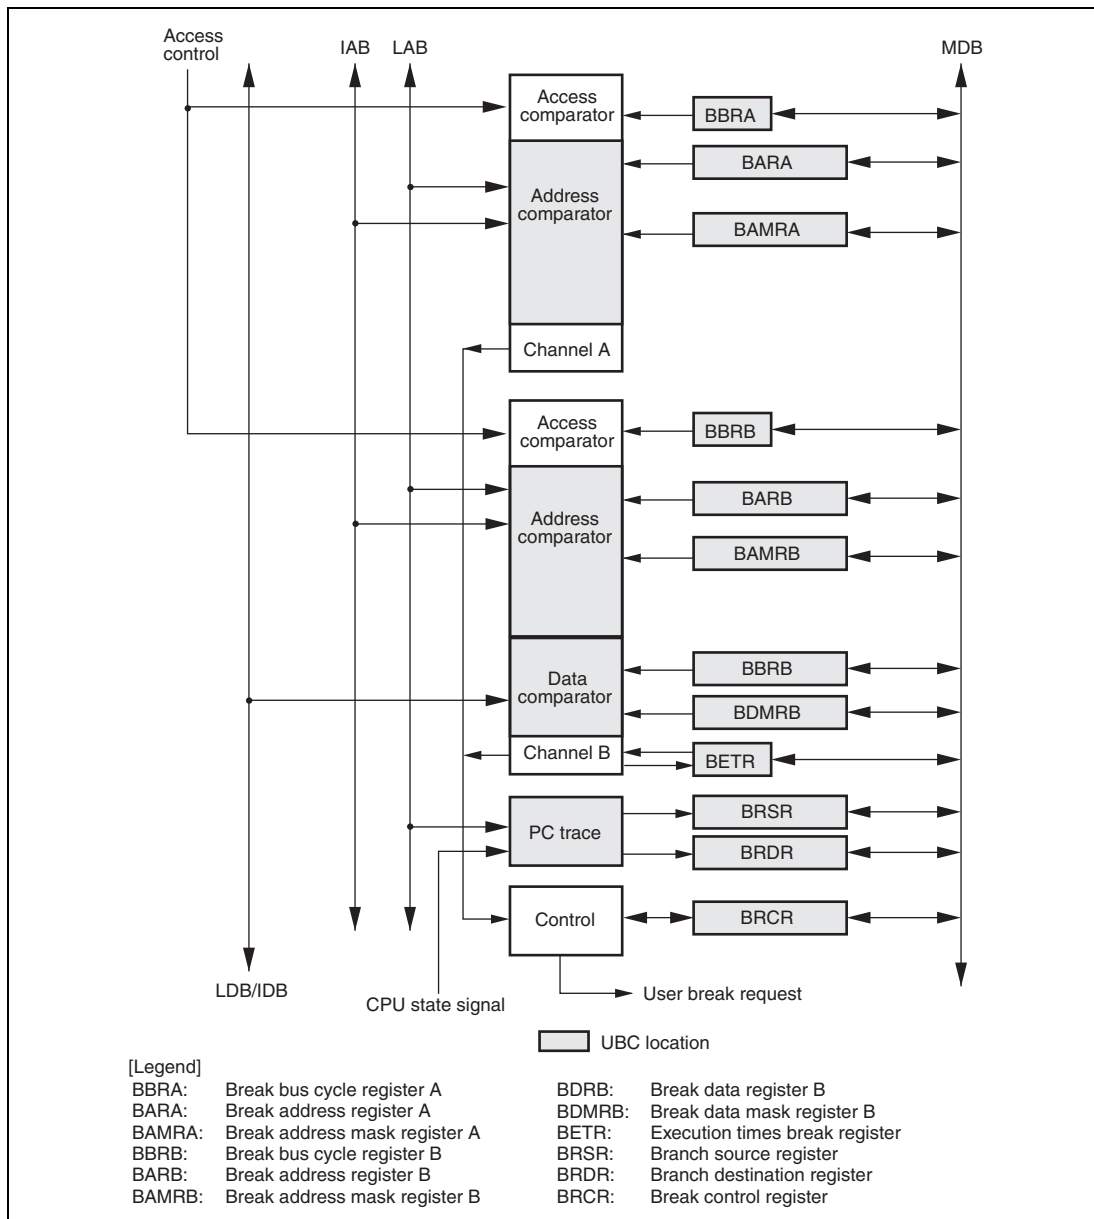 Access
control
IAB
LAB
MDB
Access
comparator
BBRA
BARA
Address
comparator
BAMRA
Channel A
Access
comparator
BBRB
BARB
Address
comparator
BAMRB
BBRB
Data
comparator
BDMRB
Channel B
BETR
BRSR
PC trace
BRDR
Control
BRCR
LDB/IDB
CPU state signal
User break request
UBC location
[Legend]
BBRA: Break bus cycle register A
BARA: Break address register A
BAMRA: Break address mask register A
BBRB: Break bus cycle register B
BARB: Break address register B
BAMRB: Break address mask register B
BDRB: Break data register B
BDMRB: Break data mask register B
BETR: Execution times break register
BRSR: Branch source register
BRDR: Branch destination register
BRCR: Break control register